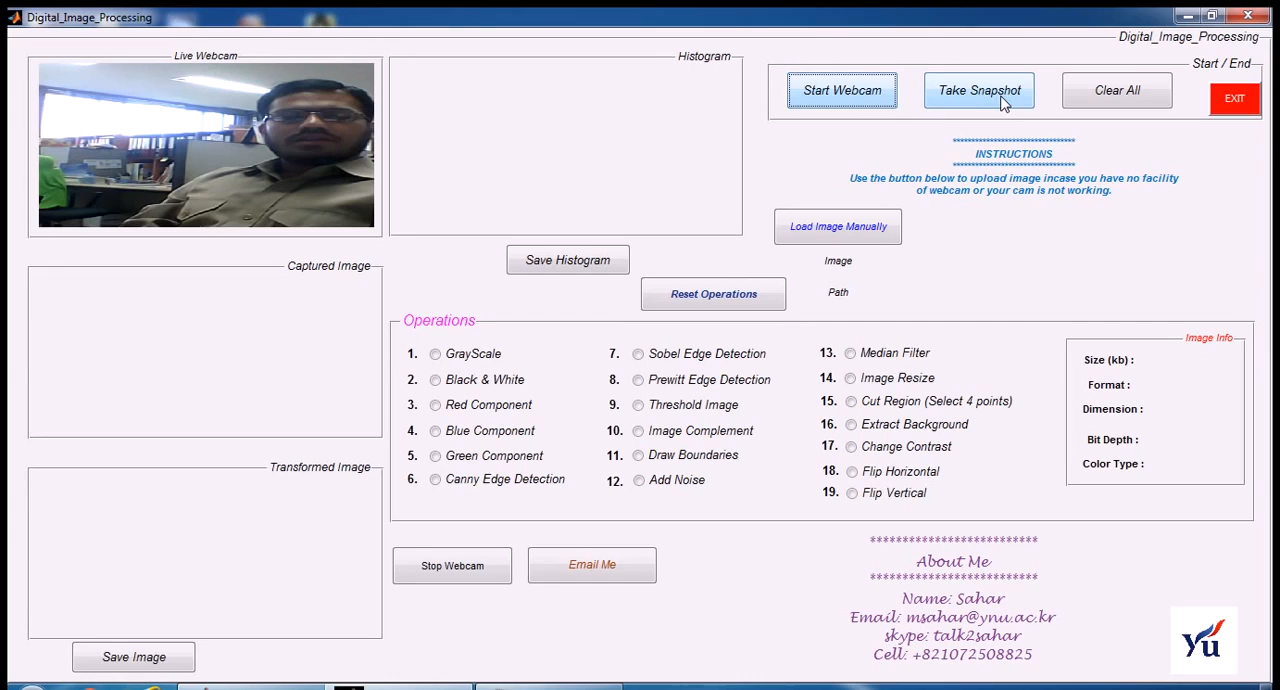 Digital_Image_Processing
Digital_Image_Processing
Live Webcam
Histogram
Start / End
Start Webcam
Take Snapshot
Clear All
EXIT
********************************
INSTRUCTIONS
********************************
Use the button below to upload image incase you have no facility
of webcam or your cam is not working.
Load Image Manually
Save Histogram
Image
Captured Image
Reset Operations
Path
Operations
Image Info
1. GrayScale
2. Black & White
3. Red Component
4. Blue Component
5. Green Component
6. Canny Edge Detection
7. Sobel Edge Detection
8. Prewitt Edge Detection
9. Threshold Image
10. Image Complement
11. Draw Boundaries
12. Add Noise
13. Median Filter
14. Image Resize
15. Cut Region (Select 4 points)
16. Extract Background
17. Change Contrast
18. Flip Horizontal
19. Flip Vertical
Size (kb) :
Format :
Dimension :
Bit Depth :
Color Type :
Transformed Image
Stop Webcam
Email Me
**************************
About Me
**************************
Name: Sahar
Email: msahar@ynu.ac.kr
skype: talk2sahar
Cell: +821072508825
yu
Save Image